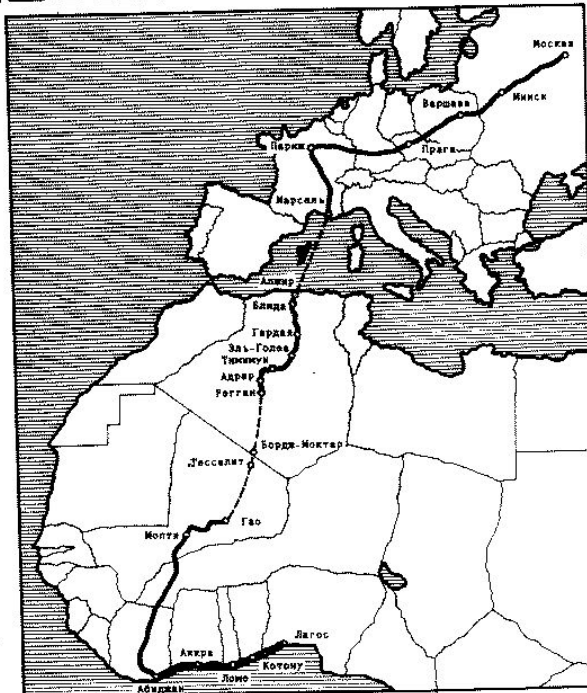 Москва
Минск
Варшава
Прага
Париж
Марсель
Алжир
Блида
Гардая
Эль-Голеа
Тимимун
Адрар
Регган
Бордж-Моктар
Тесселит
Гао
Мопти
Лагос
Аккра
Котону
Ломе
Абиджан